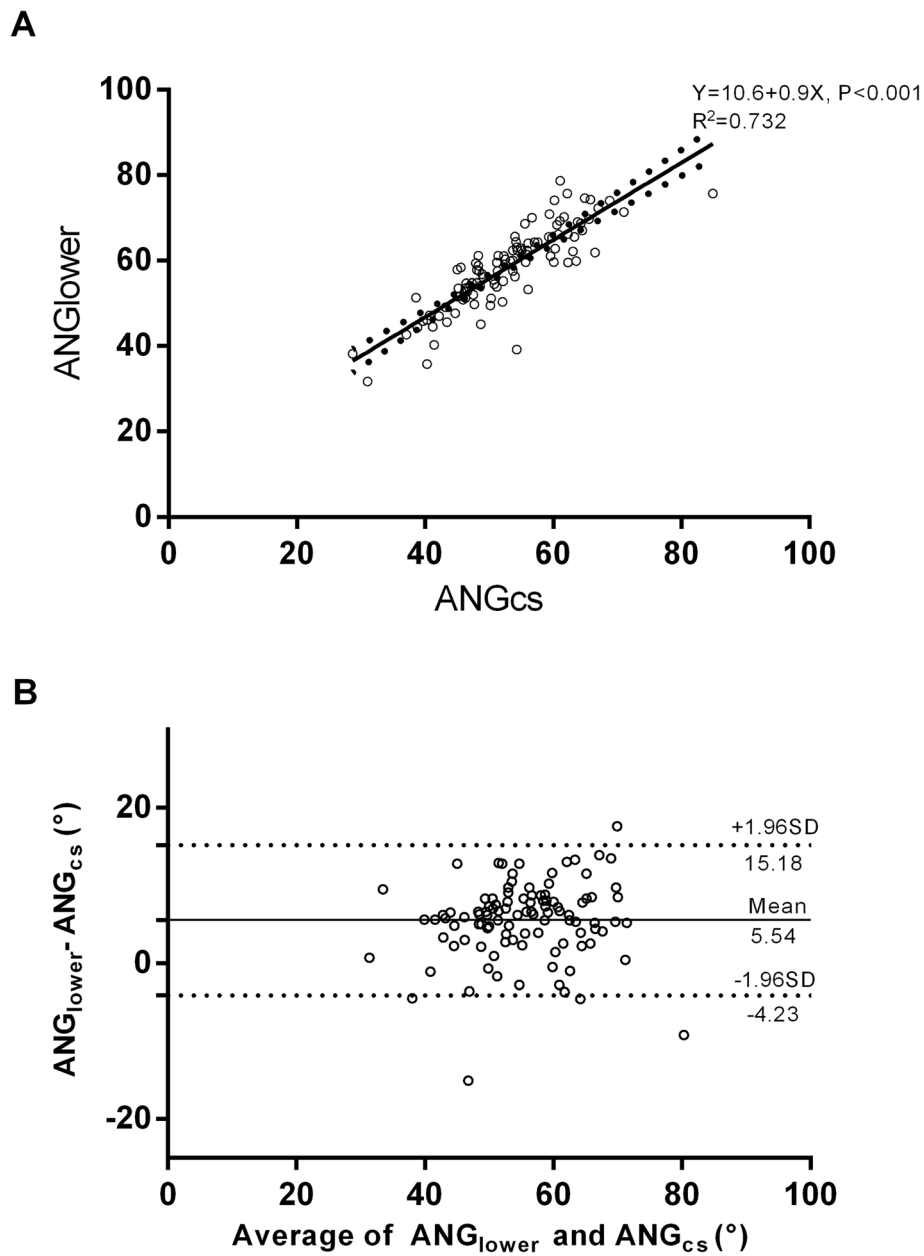 A
Y=10.6+0.9X, P<0.001
R²=0.732
100
80
60
40
20
0
ANGlower
0 20 40 60 80 100
ANGcs
B
20
0
-20
ANGlower- ANGcs (°)
+1.96SD
15.18
Mean
5.54
-1.96SD
-4.23
0 20 40 60 80 100
Average of ANGlower and ANGcs (°)